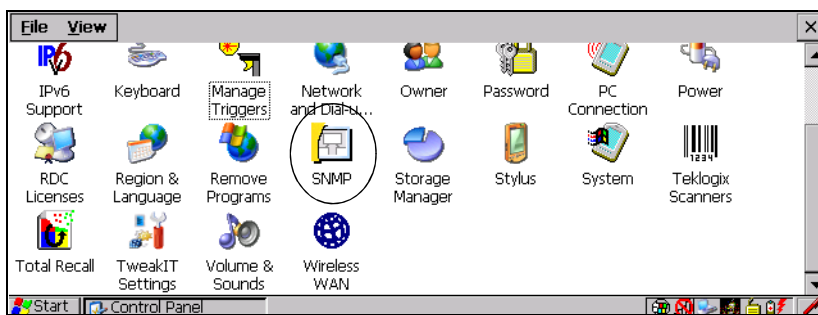 File View
IPv6 Support
Keyboard
Manage Triggers
Network and Dial-u...
Owner
Password
PC Connection
Power
RDC Licenses
Region & Language
Remove Programs
SNMP
Storage Manager
Stylus
System
1234
Teklogix Scanners
Total Recall
TweakIT Settings
Volume & Sounds
Wireless WAN
Start Control Panel